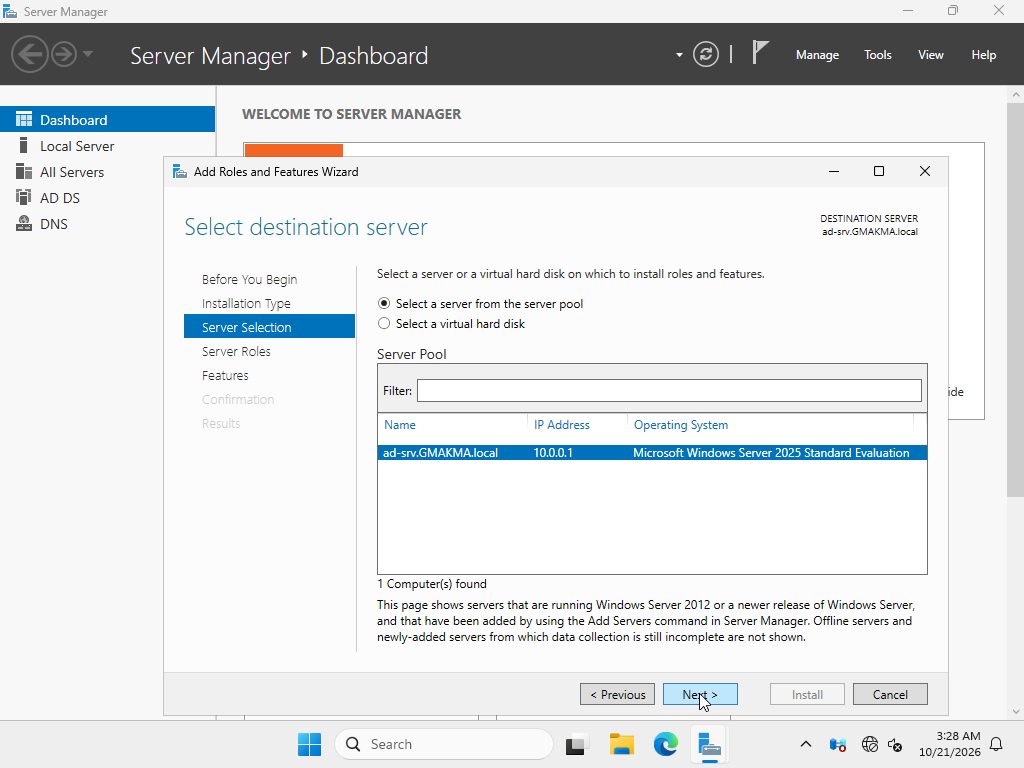 Server Manager
Server Manager ‣ Dashboard
Manage
Tools
View
Help
Dashboard
Local Server
All Servers
AD DS
DNS
WELCOME TO SERVER MANAGER
Add Roles and Features Wizard
Select destination server
DESTINATION SERVER
ad-srv.GMAKMA.local
Before You Begin
Installation Type
Server Selection
Server Roles
Features
Confirmation
Results
Select a server or a virtual hard disk on which to install roles and features.
Select a server from the server pool
Select a virtual hard disk
Server Pool
Filter:
Name IP Address Operating System
ad-srv.GMAKMA.local 10.0.0.1 Microsoft Windows Server 2025 Standard Evaluation
1 Computer(s) found
This page shows servers that are running Windows Server 2012 or a newer release of Windows Server,
and that have been added by using the Add Servers command in Server Manager. Offline servers and
newly-added servers from which data collection is still incomplete are not shown.
< Previous
Next >
Install
Cancel
Search
3:28 AM
10/21/2026